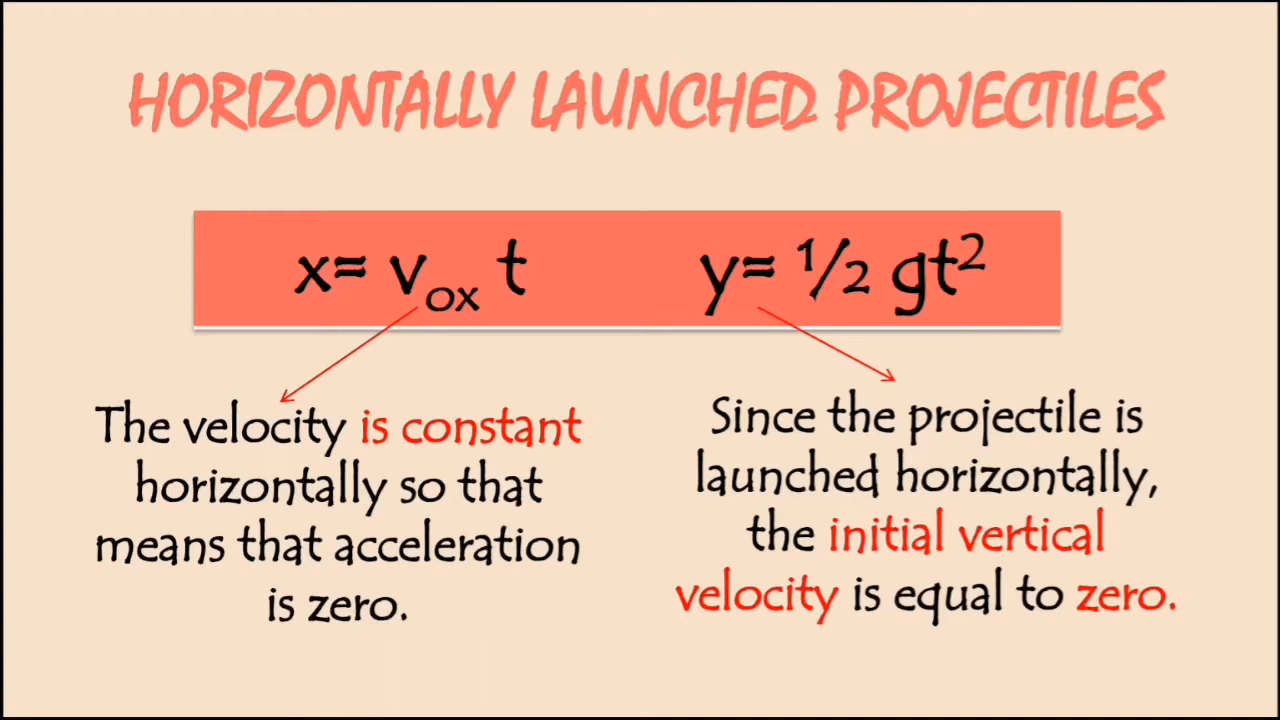 HORIZONTALLY LAUNCHED PROJECTILES
x= vₒₓ t
y= ½ gt²
The velocity is constant
horizontally so that
means that acceleration
is zero.
Since the projectile is
launched horizontally,
the initial vertical
velocity is equal to zero.